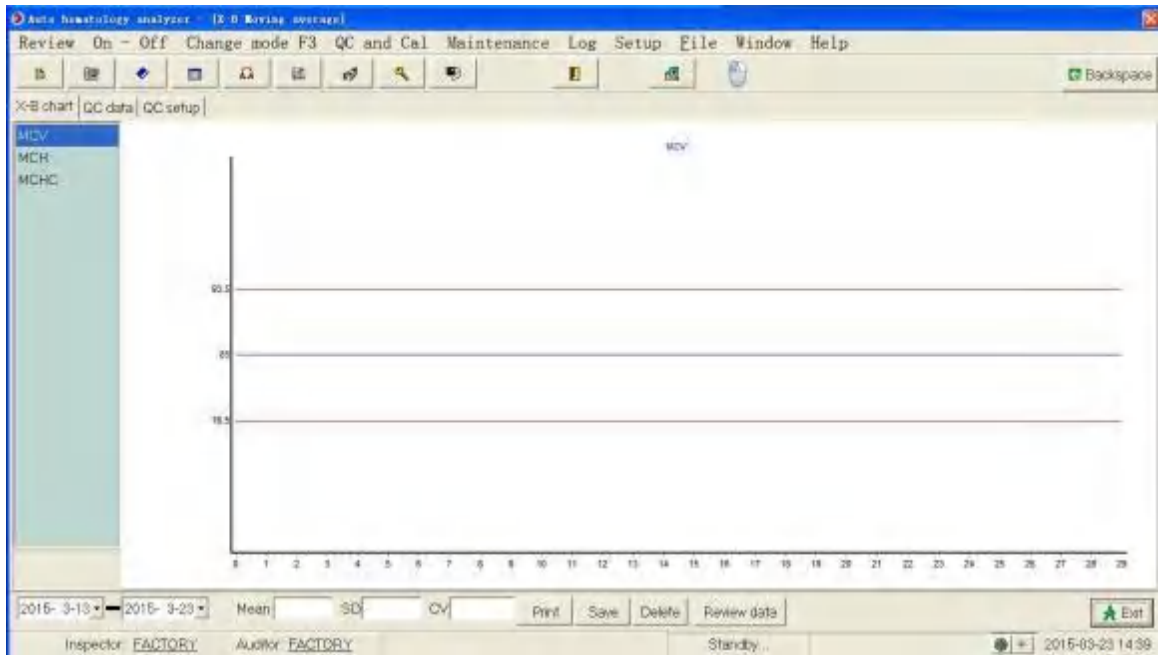 Auto hematology analyzer - [X-B Moving average]
Review On - Off Change mode F3 QC and Cal Maintenance Log Setup File Window Help
Backspace
X-B chart QC data QC setup
MCV
MCH
MCHC
MCV
93.5
85
76.5
0 1 2 3 4 5 6 7 8 9 10 11 12 13 14 15 16 17 18 19 20 21 22 23 24 25 26 27 28 29
2015- 3-13 2015- 3-23 Mean SD CV Print Save Delete Review data Exit
Inspector: FACTORY Auditor: FACTORY Standby... 2015-03-23 14:39